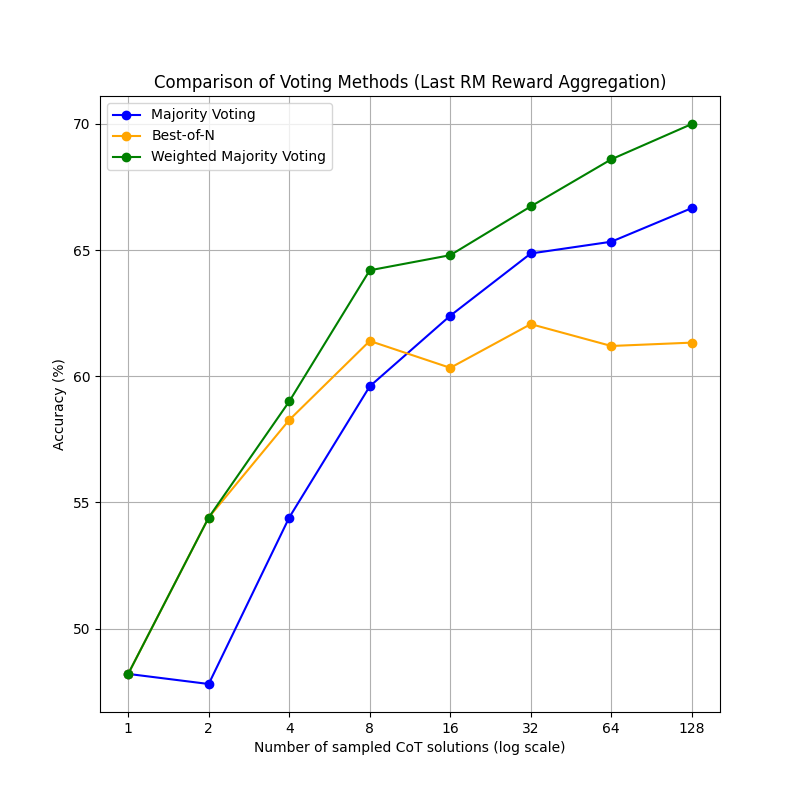 Comparison of Voting Methods (Last RM Reward Aggregation)
Majority Voting
Best-of-N
Weighted Majority Voting
70
65
60
55
50
Accuracy (%)
1 2 4 8 16 32 64 128
Number of sampled CoT solutions (log scale)